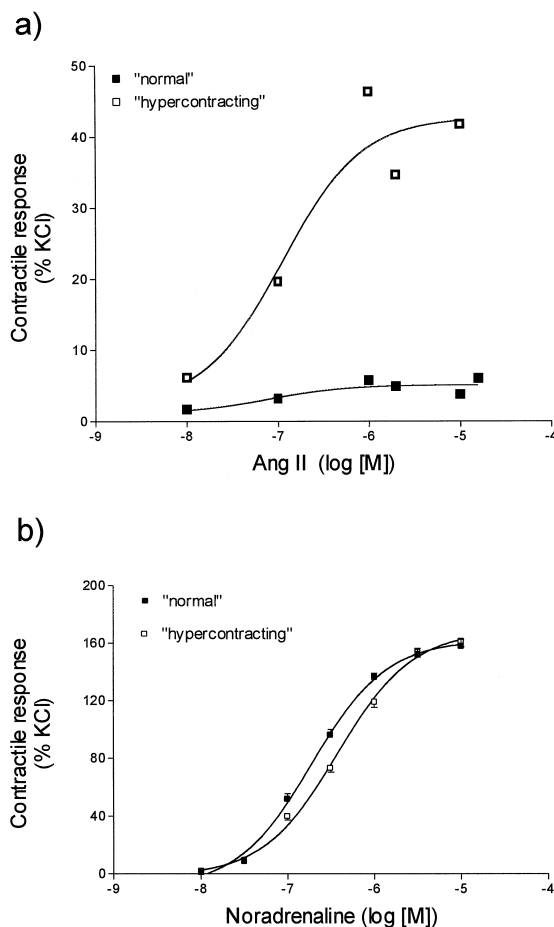 a)
50
40
30
20
10
0
Contractile response
(% KCl)
"normal"
"hypercontracting"
-9 -8 -7 -6 -5 -4
Ang II (log [M])
b)
200
160
120
80
40
0
Contractile response
(% KCl)
"normal"
"hypercontracting"
-9 -8 -7 -6 -5 -4
Noradrenaline (log [M])